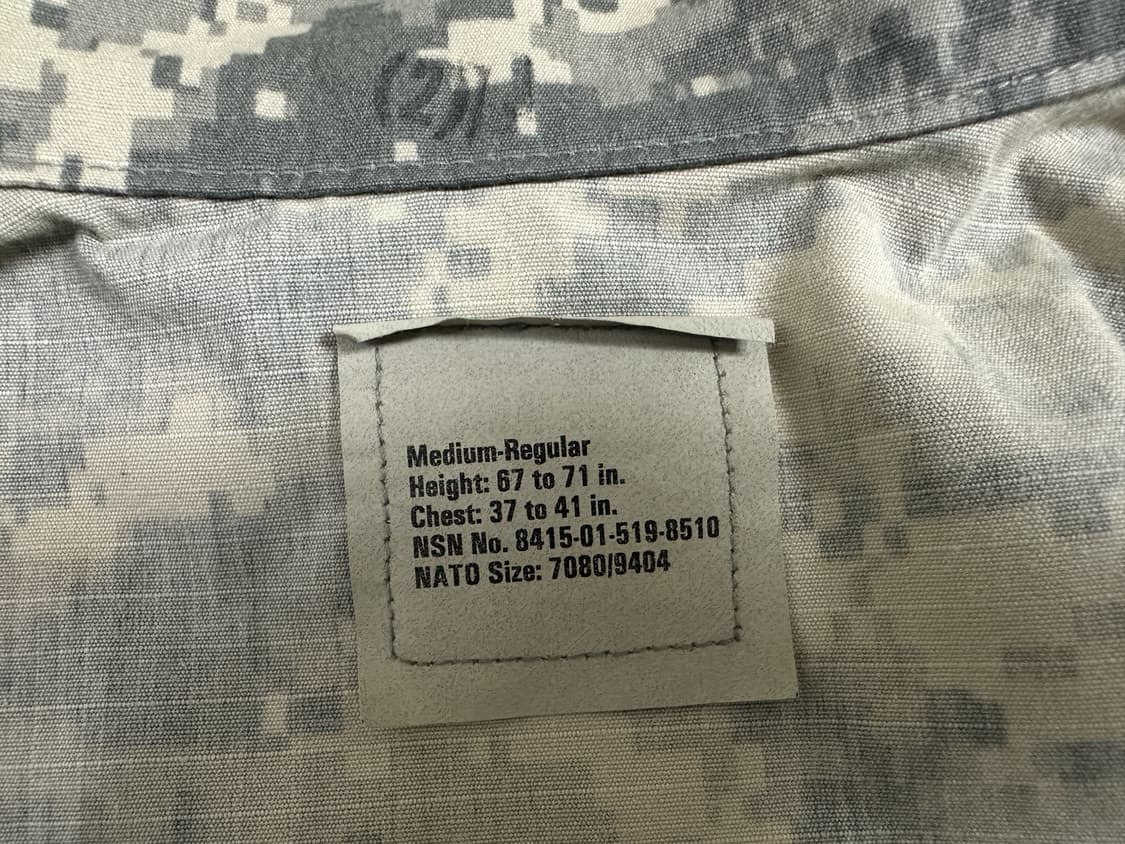 (2)/1
Medium-Regular
Height: 67 to 71 in.
Chest: 37 to 41 in.
NSN No. 8415-01-519-8510
NATO Size: 7080/9404